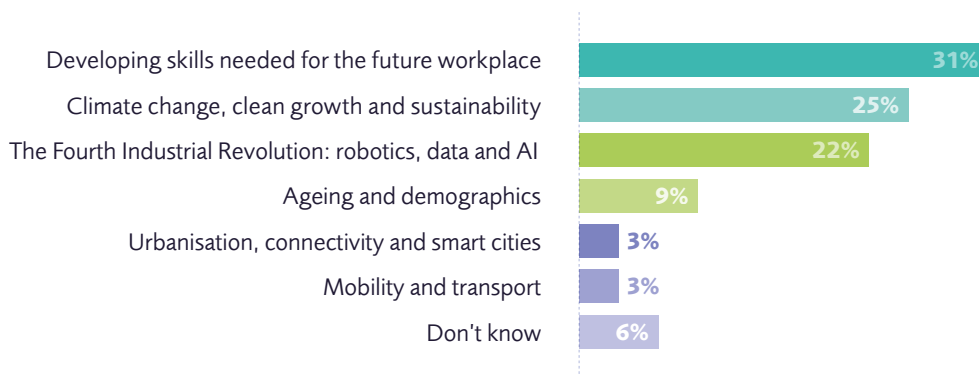 Developing skills needed for the future workplace 31%
Climate change, clean growth and sustainability 25%
The Fourth Industrial Revolution: robotics, data and AI 22%
Ageing and demographics 9%
Urbanisation, connectivity and smart cities 3%
Mobility and transport 3%
Don't know 6%